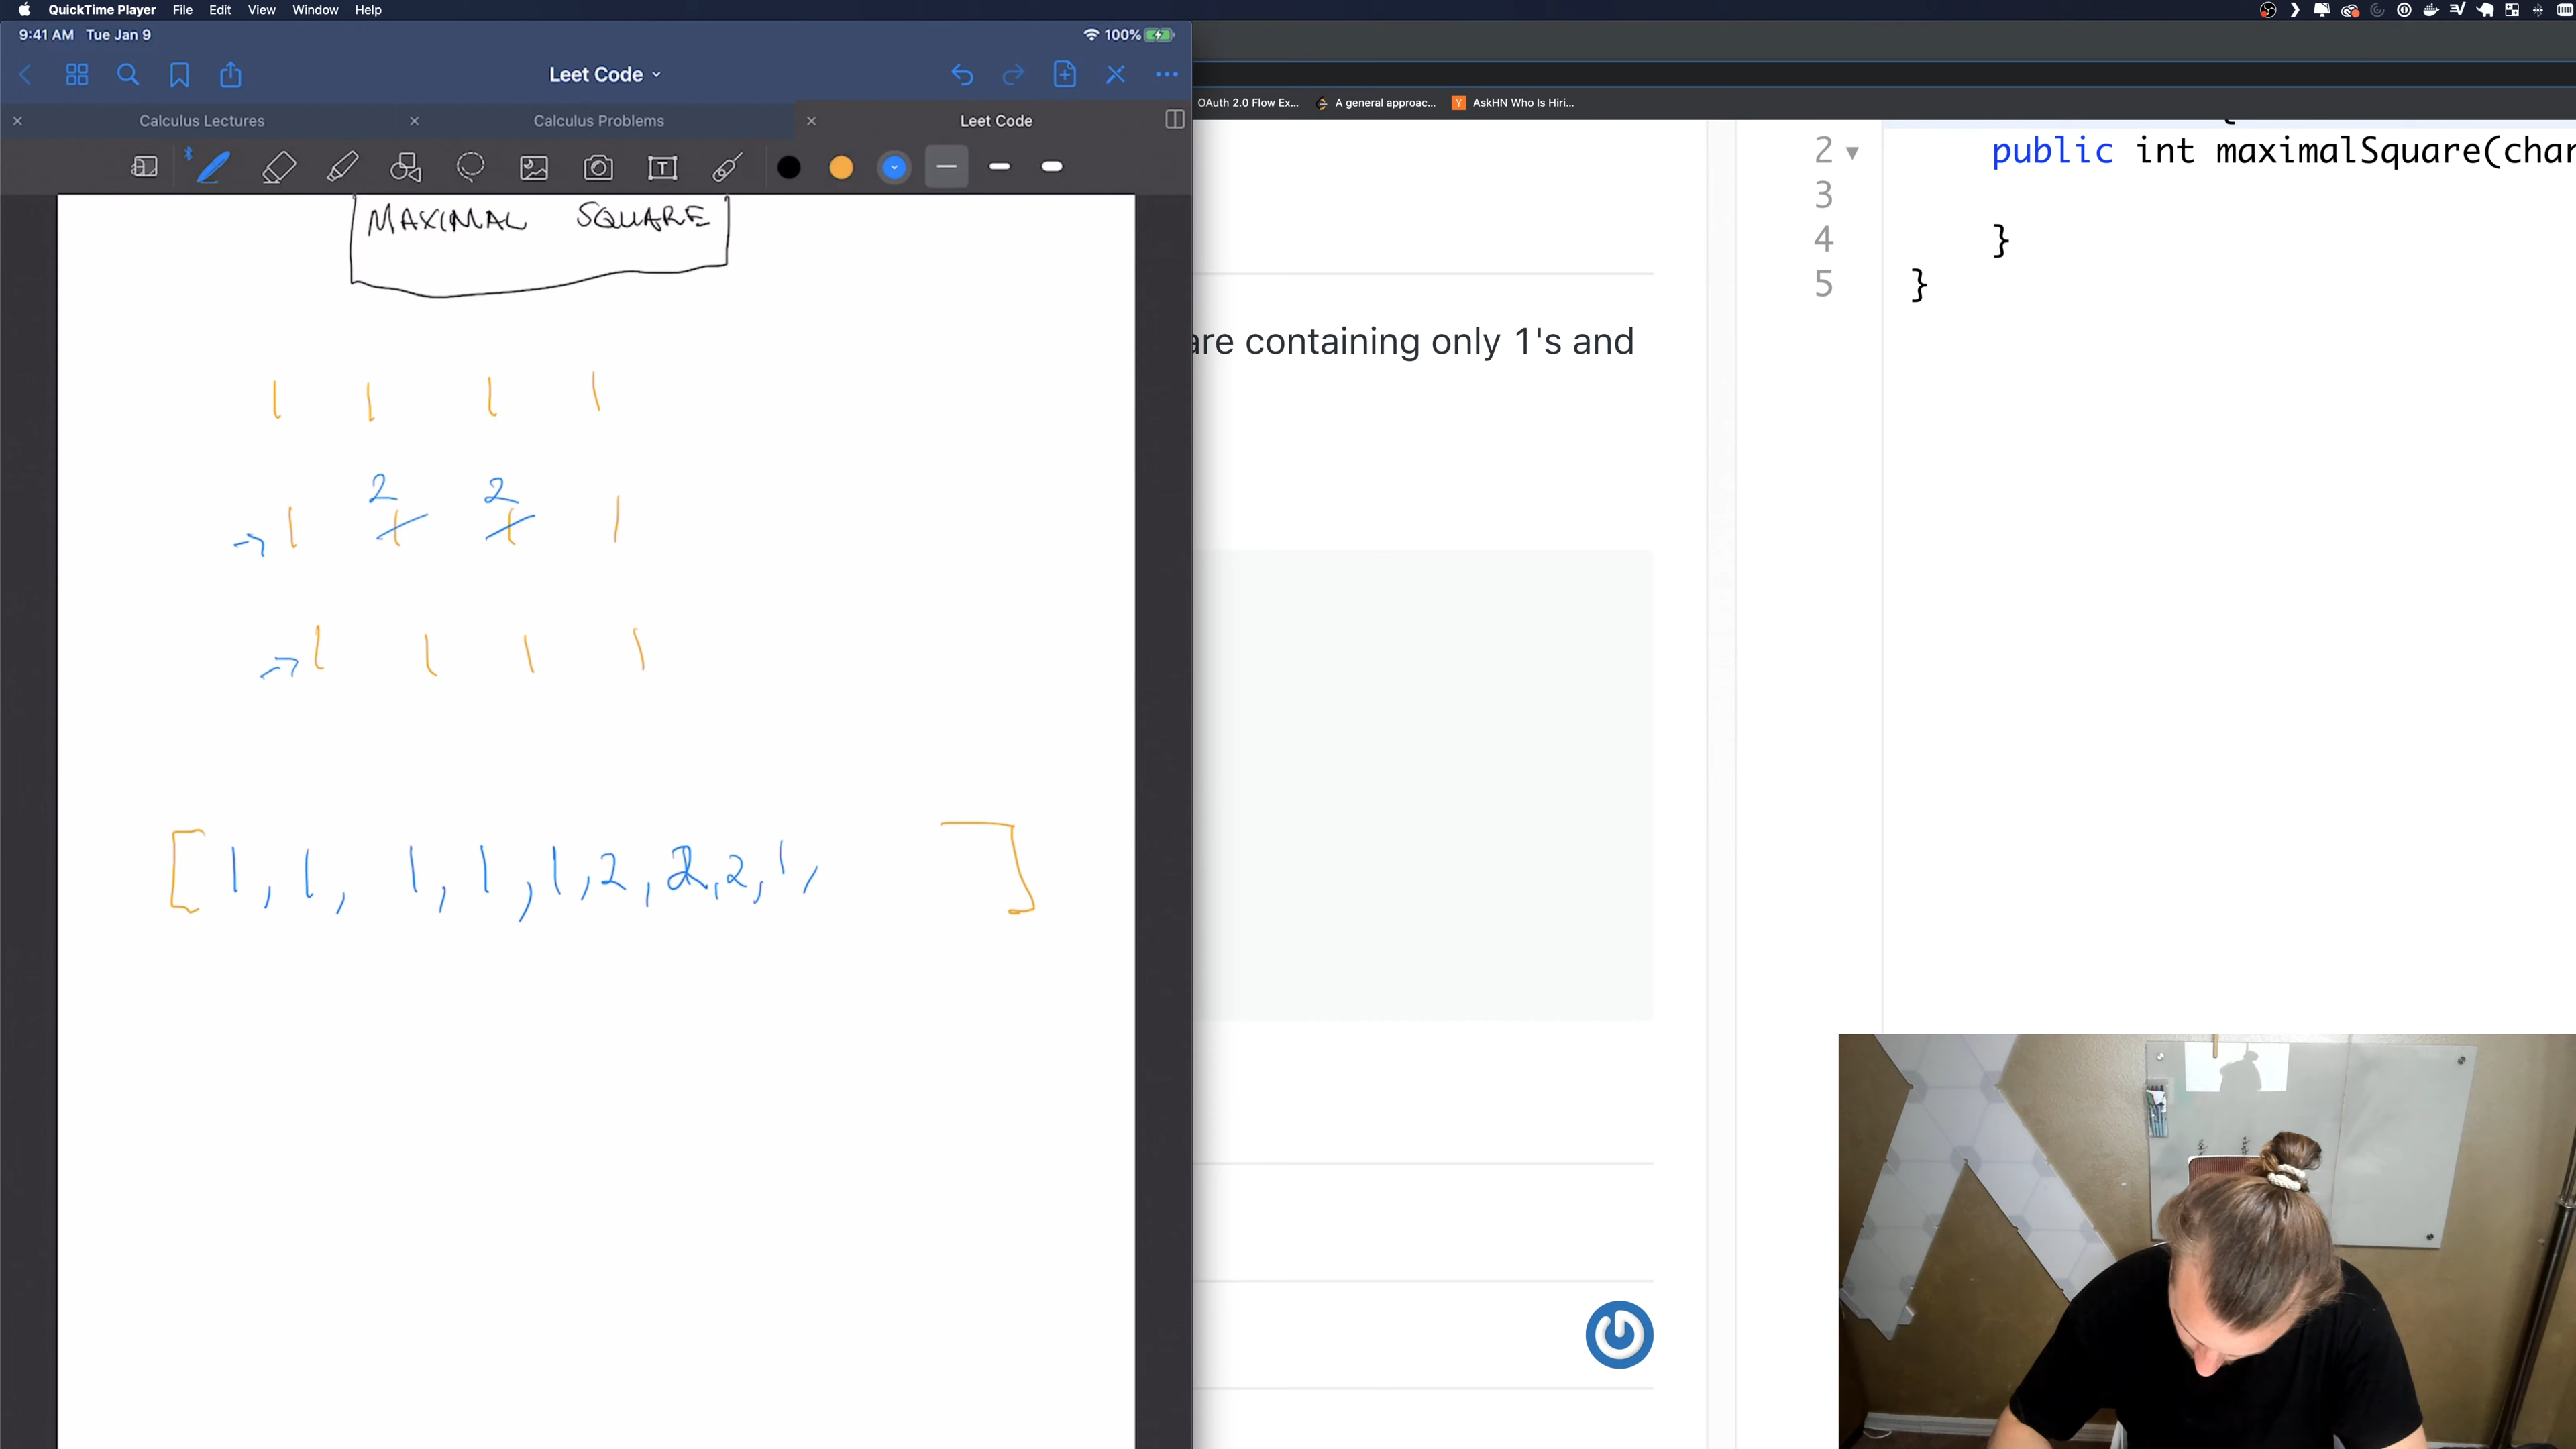 QuickTime Player File Edit View Window Help
9:41 AM Tue Jan 9
100%
Leet Code
Calculus Lectures
Calculus Problems
Leet Code
T
OAuth 2.0 Flow Ex...
A general approac...
Y AskHN Who Is Hiri...
MAXIMAL SQUARE
1 1 1 1
2 2
→ 1 1 1 1
→ 1 1 1 1
[ 1, 1, 1, 1, 1, 2, 2, 2, 1, ]
are containing only 1's and
2 public int maximalSquare(char
3
4 }
5 }